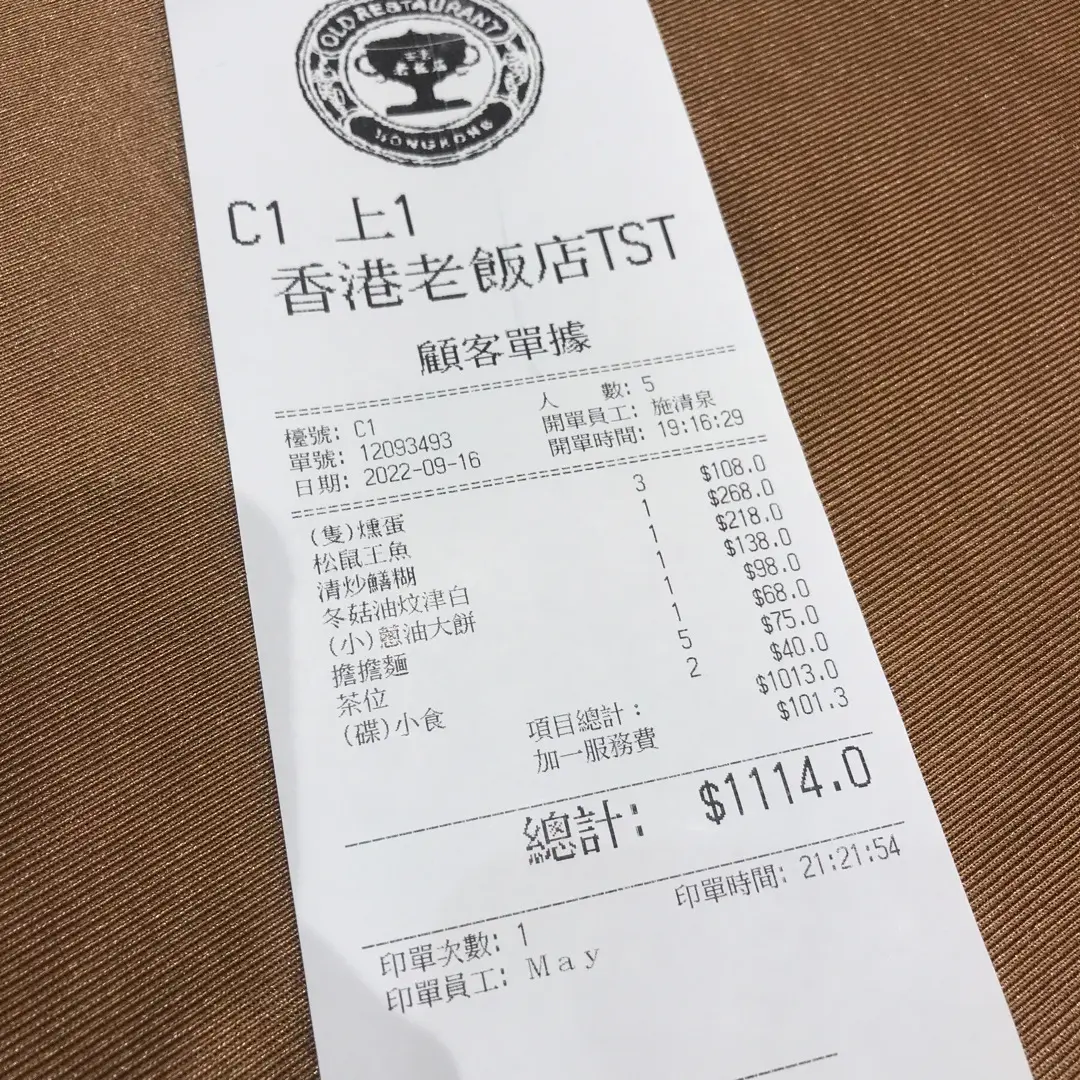 OLD RESTAURANT
老飯店
HONGKONG
C1 上1
香港老飯店TST
顧客單據
檯號: C1 人 數: 5
單號: 12093493 開單員工: 施清泉
日期: 2022-09-16 開單時間: 19:16:29
(隻)燻蛋 3 $108.0
松鼠王魚 1 $268.0
清炒鱔糊 1 $218.0
冬菇油炆津白 1 $138.0
(小)蔥油大餅 1 $98.0
擔擔麵 1 $68.0
茶位 5 $75.0
(碟)小食 2 $40.0
項目總計: $1013.0
加一服務費 $101.3
總計: $1114.0
印單時間: 21:21:54
印單次數: 1
印單員工: May